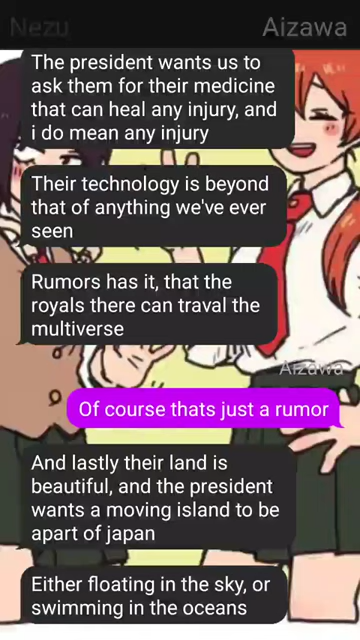 Nezu
Aizawa
The president wants us to
ask them for their medicine
that can heal any injury, and
i do mean any injury
Their technology is beyond
that of anything we've ever
seen
Rumors has it, that the
royals there can traval the
multiverse
Aizawa
Of course thats just a rumor
And lastly their land is
beautiful, and the president
wants a moving island to be
apart of japan
Either floating in the sky, or
swimming in the oceans